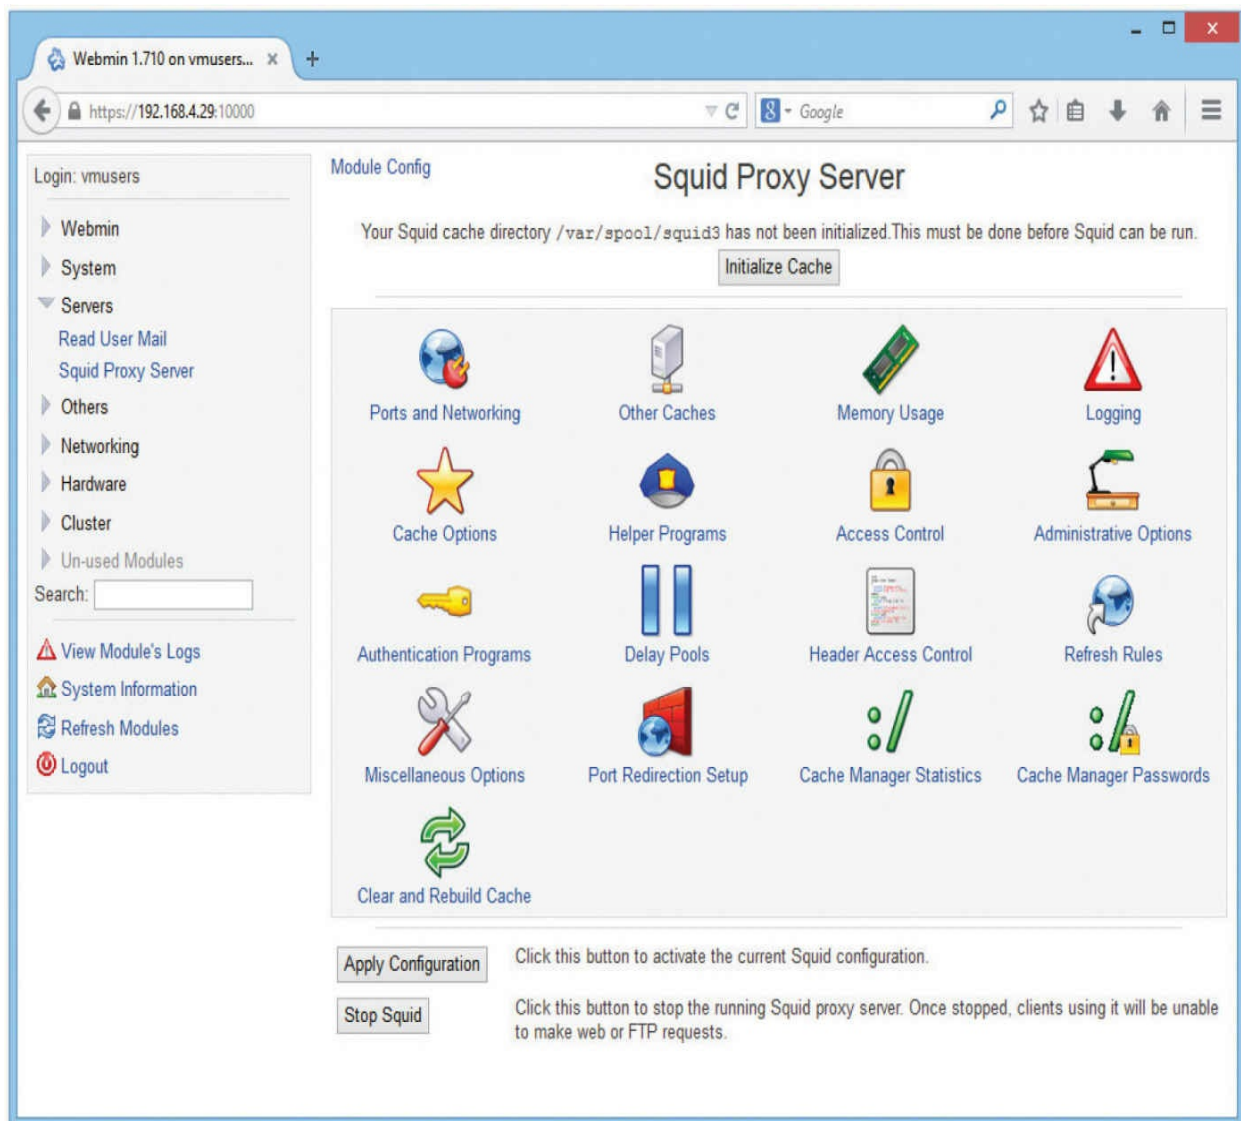 Webmin 1.710 on vmusers...
https://192.168.4.29:10000
Google
Login: vmusers
Webmin
System
Servers
Read User Mail
Squid Proxy Server
Others
Networking
Hardware
Cluster
Un-used Modules
Search:
View Module's Logs
System Information
Refresh Modules
Logout
Module Config
Squid Proxy Server
Your Squid cache directory /var/spool/squid3 has not been initialized.This must be done before Squid can be run.
Initialize Cache
Ports and Networking
Other Caches
Memory Usage
Logging
Cache Options
Helper Programs
Access Control
Administrative Options
Authentication Programs
Delay Pools
Header Access Control
Refresh Rules
Miscellaneous Options
Port Redirection Setup
Cache Manager Statistics
Cache Manager Passwords
Clear and Rebuild Cache
Apply Configuration
Click this button to activate the current Squid configuration.
Stop Squid
Click this button to stop the running Squid proxy server. Once stopped, clients using it will be unable
to make web or FTP requests.